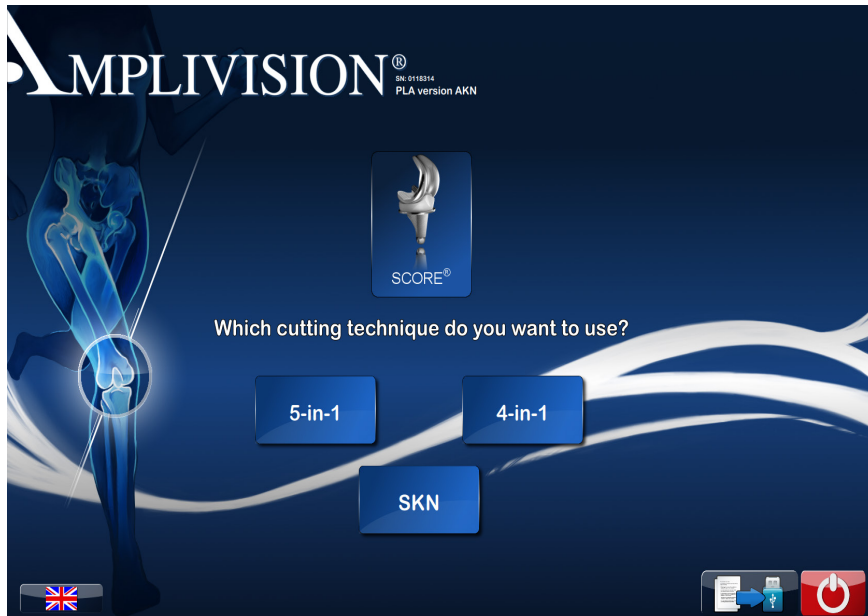 AMPLIVISION®
SN: 0118314
PLA version AKN
SCORE®
Which cutting technique do you want to use?
5-in-1
4-in-1
SKN